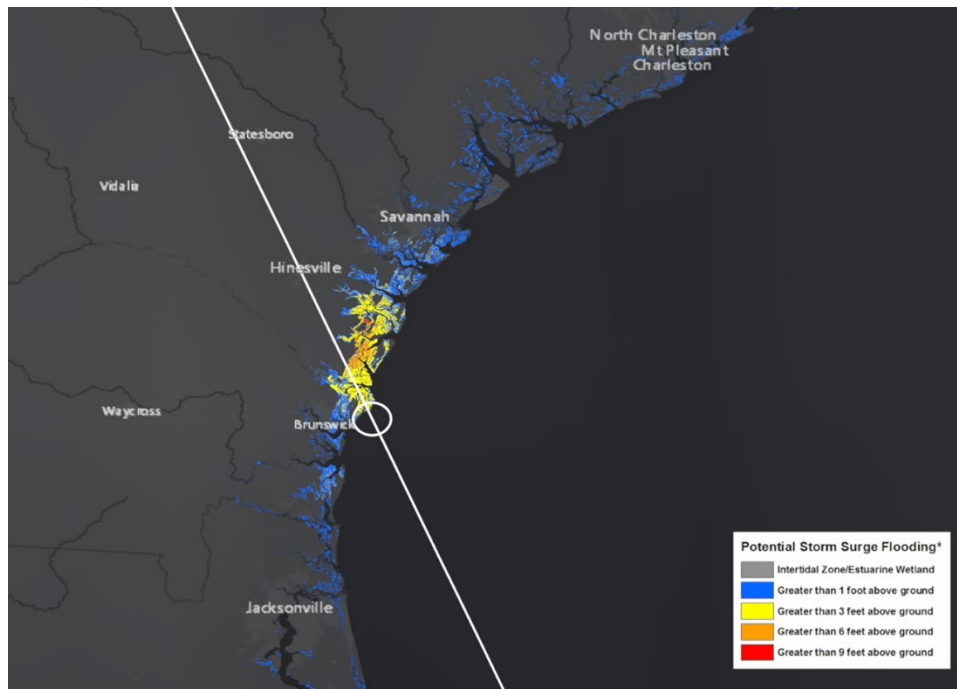 North Charleston
Mt Pleasant
Charleston
Statesboro
Vidalia
Savannah
Hinesville
Waycross
Brunswick
Jacksonville
Potential Storm Surge Flooding*
Intertidal Zone/Estuarine Wetland
Greater than 1 foot above ground
Greater than 3 feet above ground
Greater than 6 feet above ground
Greater than 9 feet above ground